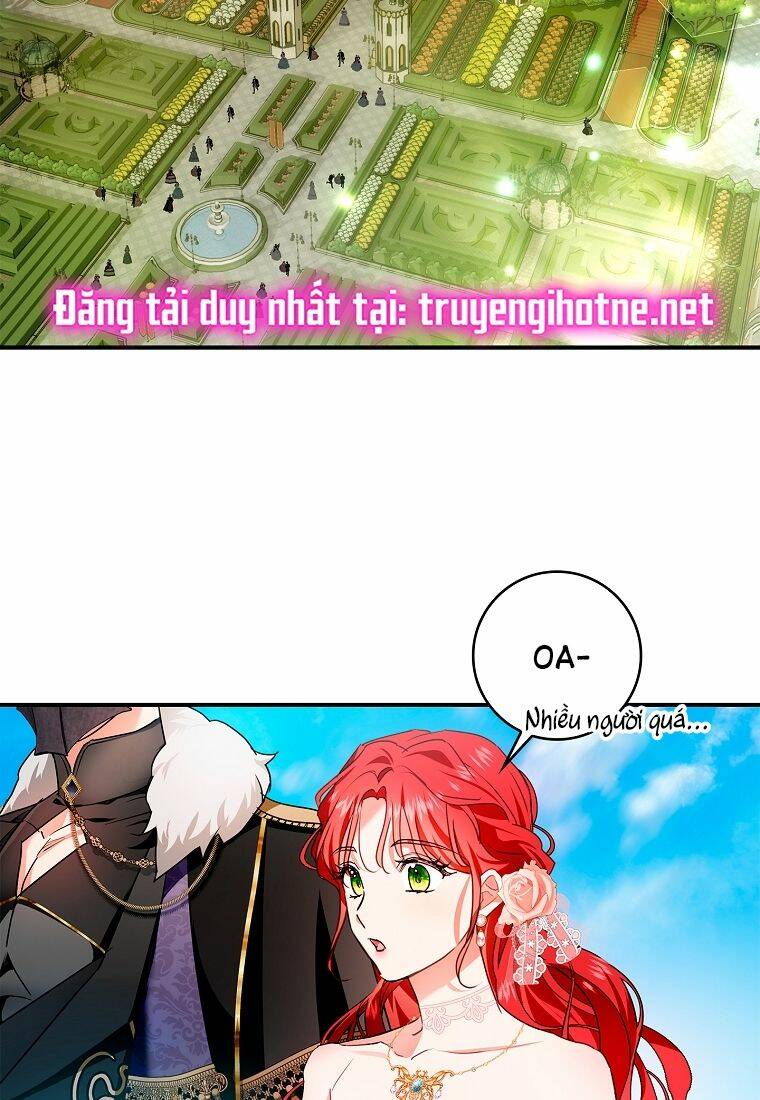 Đăng tải duy nhất tại: truyengihotne.net
OA-
Nhiều người quá...